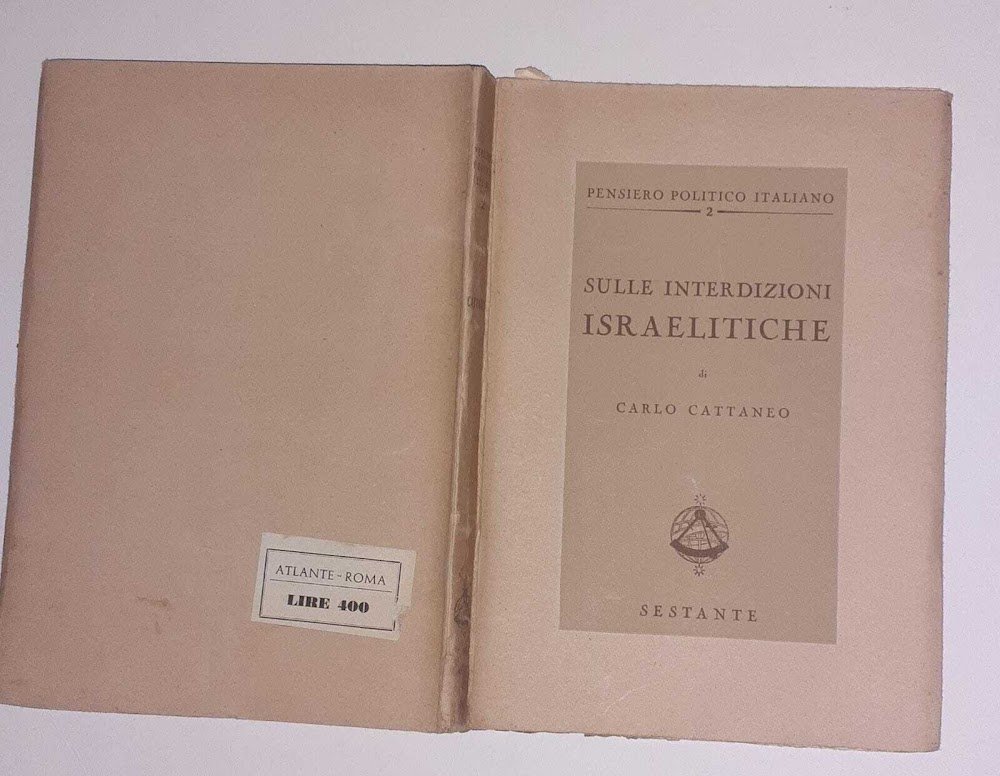 PENSIERO POLITICO ITALIANO
2
SULLE INTERDIZIONI
ISRAELITICHE
di
CARLO CATTANEO
SESTANTE
ATLANTE-ROMA
LIRE 400